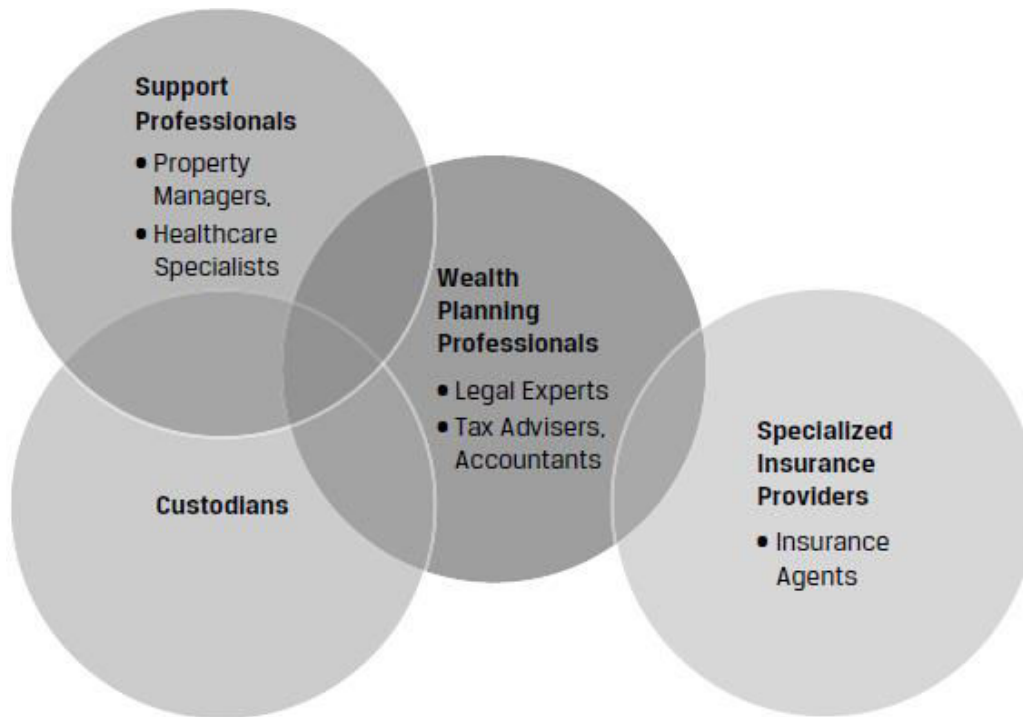 Support
Professionals
• Property
Managers,
• Healthcare
Specialists
Wealth
Planning
Professionals
• Legal Experts
• Tax Advisers,
Accountants
Custodians
Specialized
Insurance
Providers
• Insurance
Agents